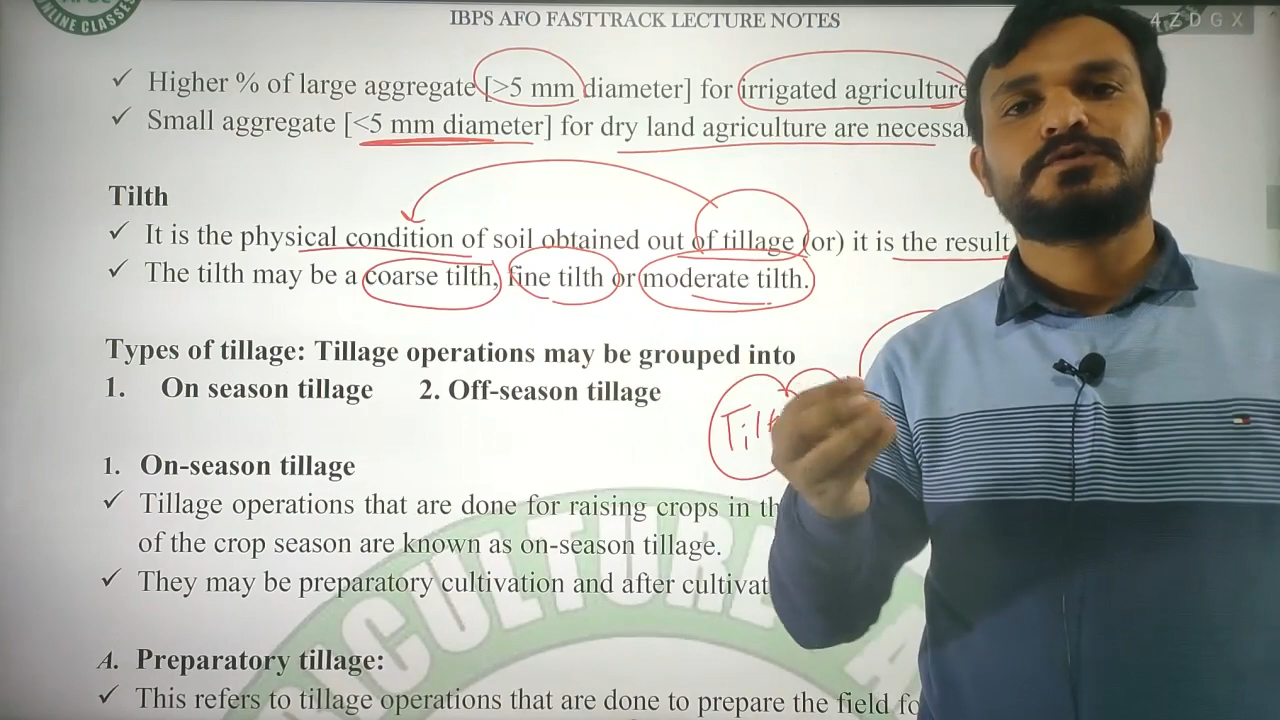 ONLINE CLASSES
IBPS AFO FASTTRACK LECTURE NOTES
4ZDGX
✓ Higher % of large aggregate [>5 mm diameter] for irrigated agriculture
✓ Small aggregate [<5 mm diameter] for dry land agriculture are
Tilth
✓ It is the physical condition of soil obtained out of tillage (or) it is the result
✓ The tilth may be a coarse tilth, fine tilth or moderate tilth.
Types of tillage: Tillage operations may be grouped into
1. On season tillage 2. Off-season tillage
1. On-season tillage
✓ Tillage operations that are done for raising crops in
of the crop season are known as on-season tillage.
✓ They may be preparatory cultivation and after
A. Preparatory tillage:
✓ This refers to tillage operations that are done to prepare the field